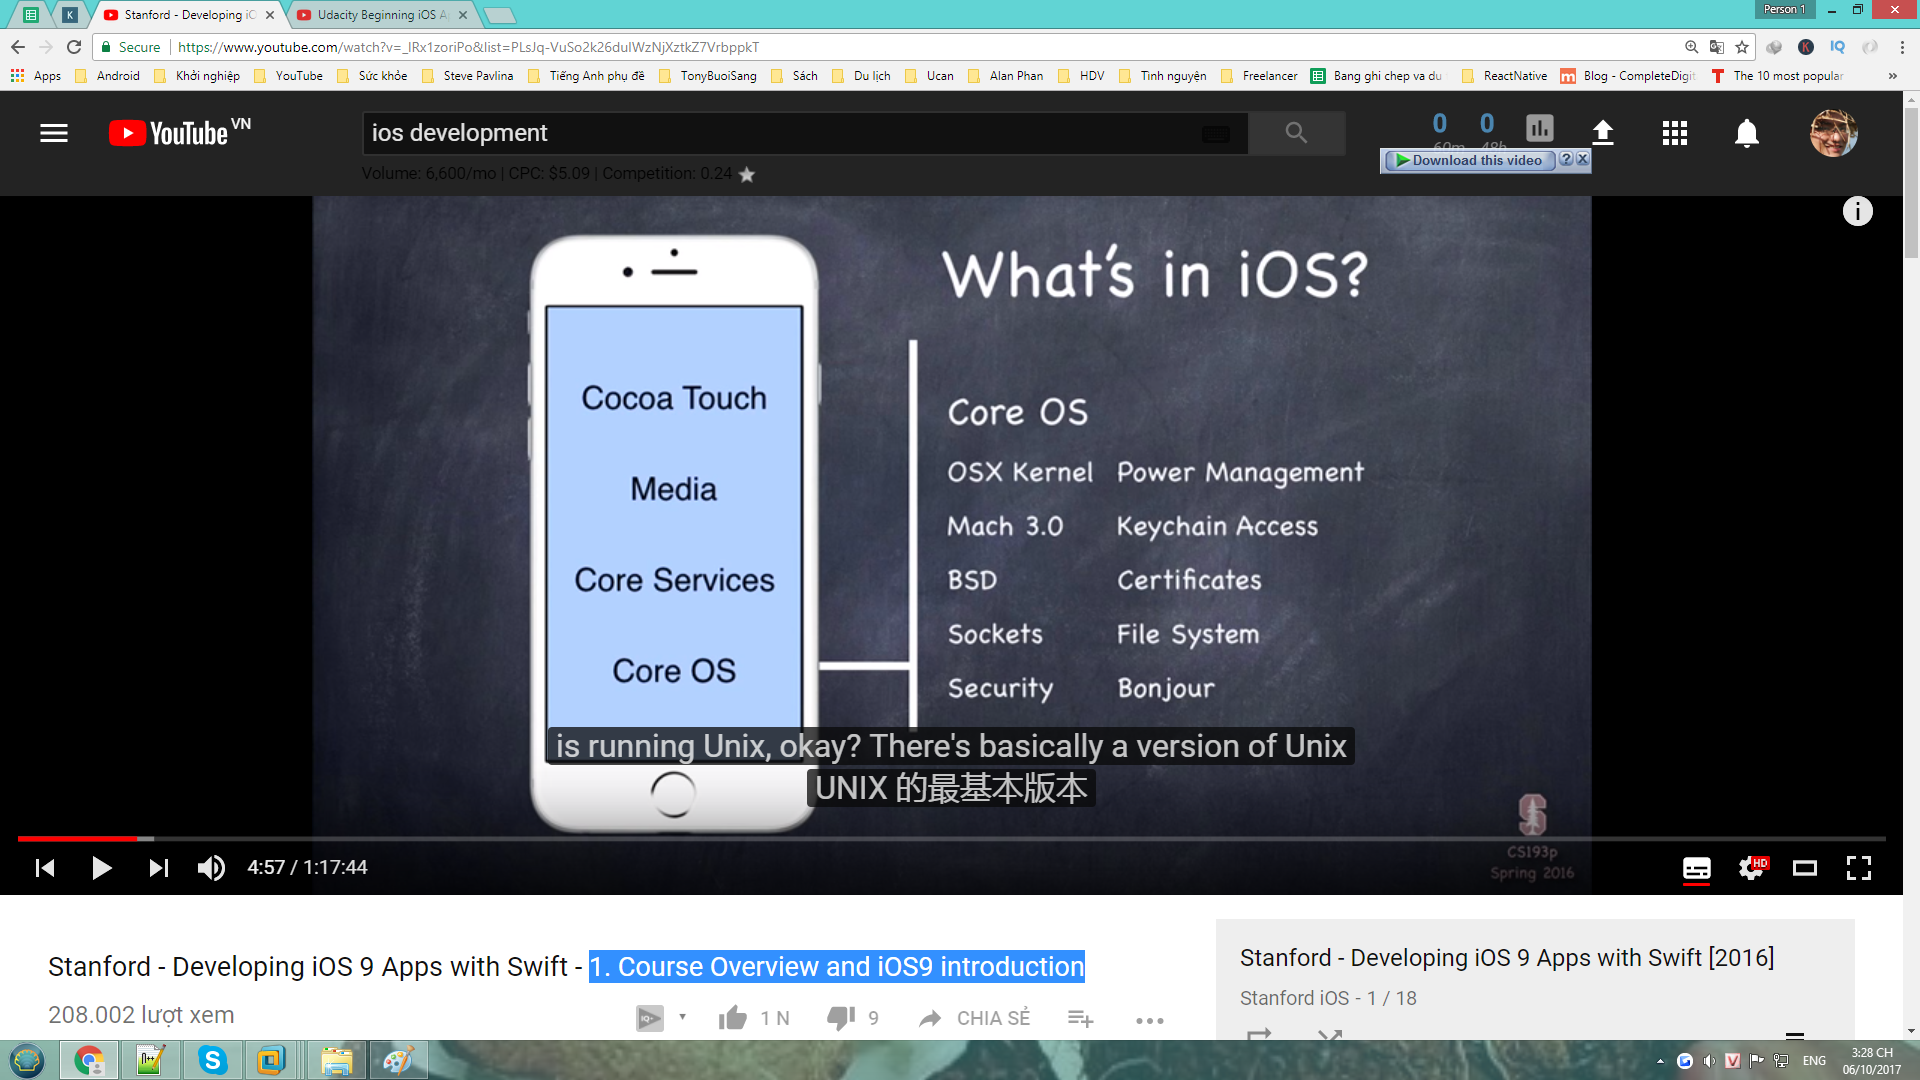 Stanford - Developing iO
Udacity Beginning iOS A
Person 1
Secure
https://www.youtube.com/watch?v=_lRx1zoriPo&list=PLsJq-VuSo2k26duIWzNjXztkZ7VrbppkT
Apps Android Khởi nghiệp YouTube Sức khỏe Steve Pavlina Tiếng Anh phụ đề TonyBuoiSang Sách Du lịch Ucan Alan Phan HDV Tình nguyện Freelancer Bang ghi chep va du ReactNative Blog - CompleteDigit The 10 most popular
YouTube VN
ios development
0 0
60m 48h
Download this video
Volume: 6,600/mo | CPC: $5.09 | Competition: 0.24
What's in iOS?
Cocoa Touch
Media
Core Services
Core OS
Core OS
OSX Kernel Power Management
Mach 3.0 Keychain Access
BSD Certificates
Sockets File System
Security Bonjour
is running Unix, okay? There's basically a version of Unix
UNIX 的最基本版本
CS193p
Spring 2016
4:57 / 1:17:44
HD
Stanford - Developing iOS 9 Apps with Swift - 1. Course Overview and iOS9 introduction
208.002 lượt xem
1 N
9
CHIA SẺ
Stanford - Developing iOS 9 Apps with Swift [2016]
Stanford iOS - 1 / 18
ENG
3:28 CH
06/10/2017